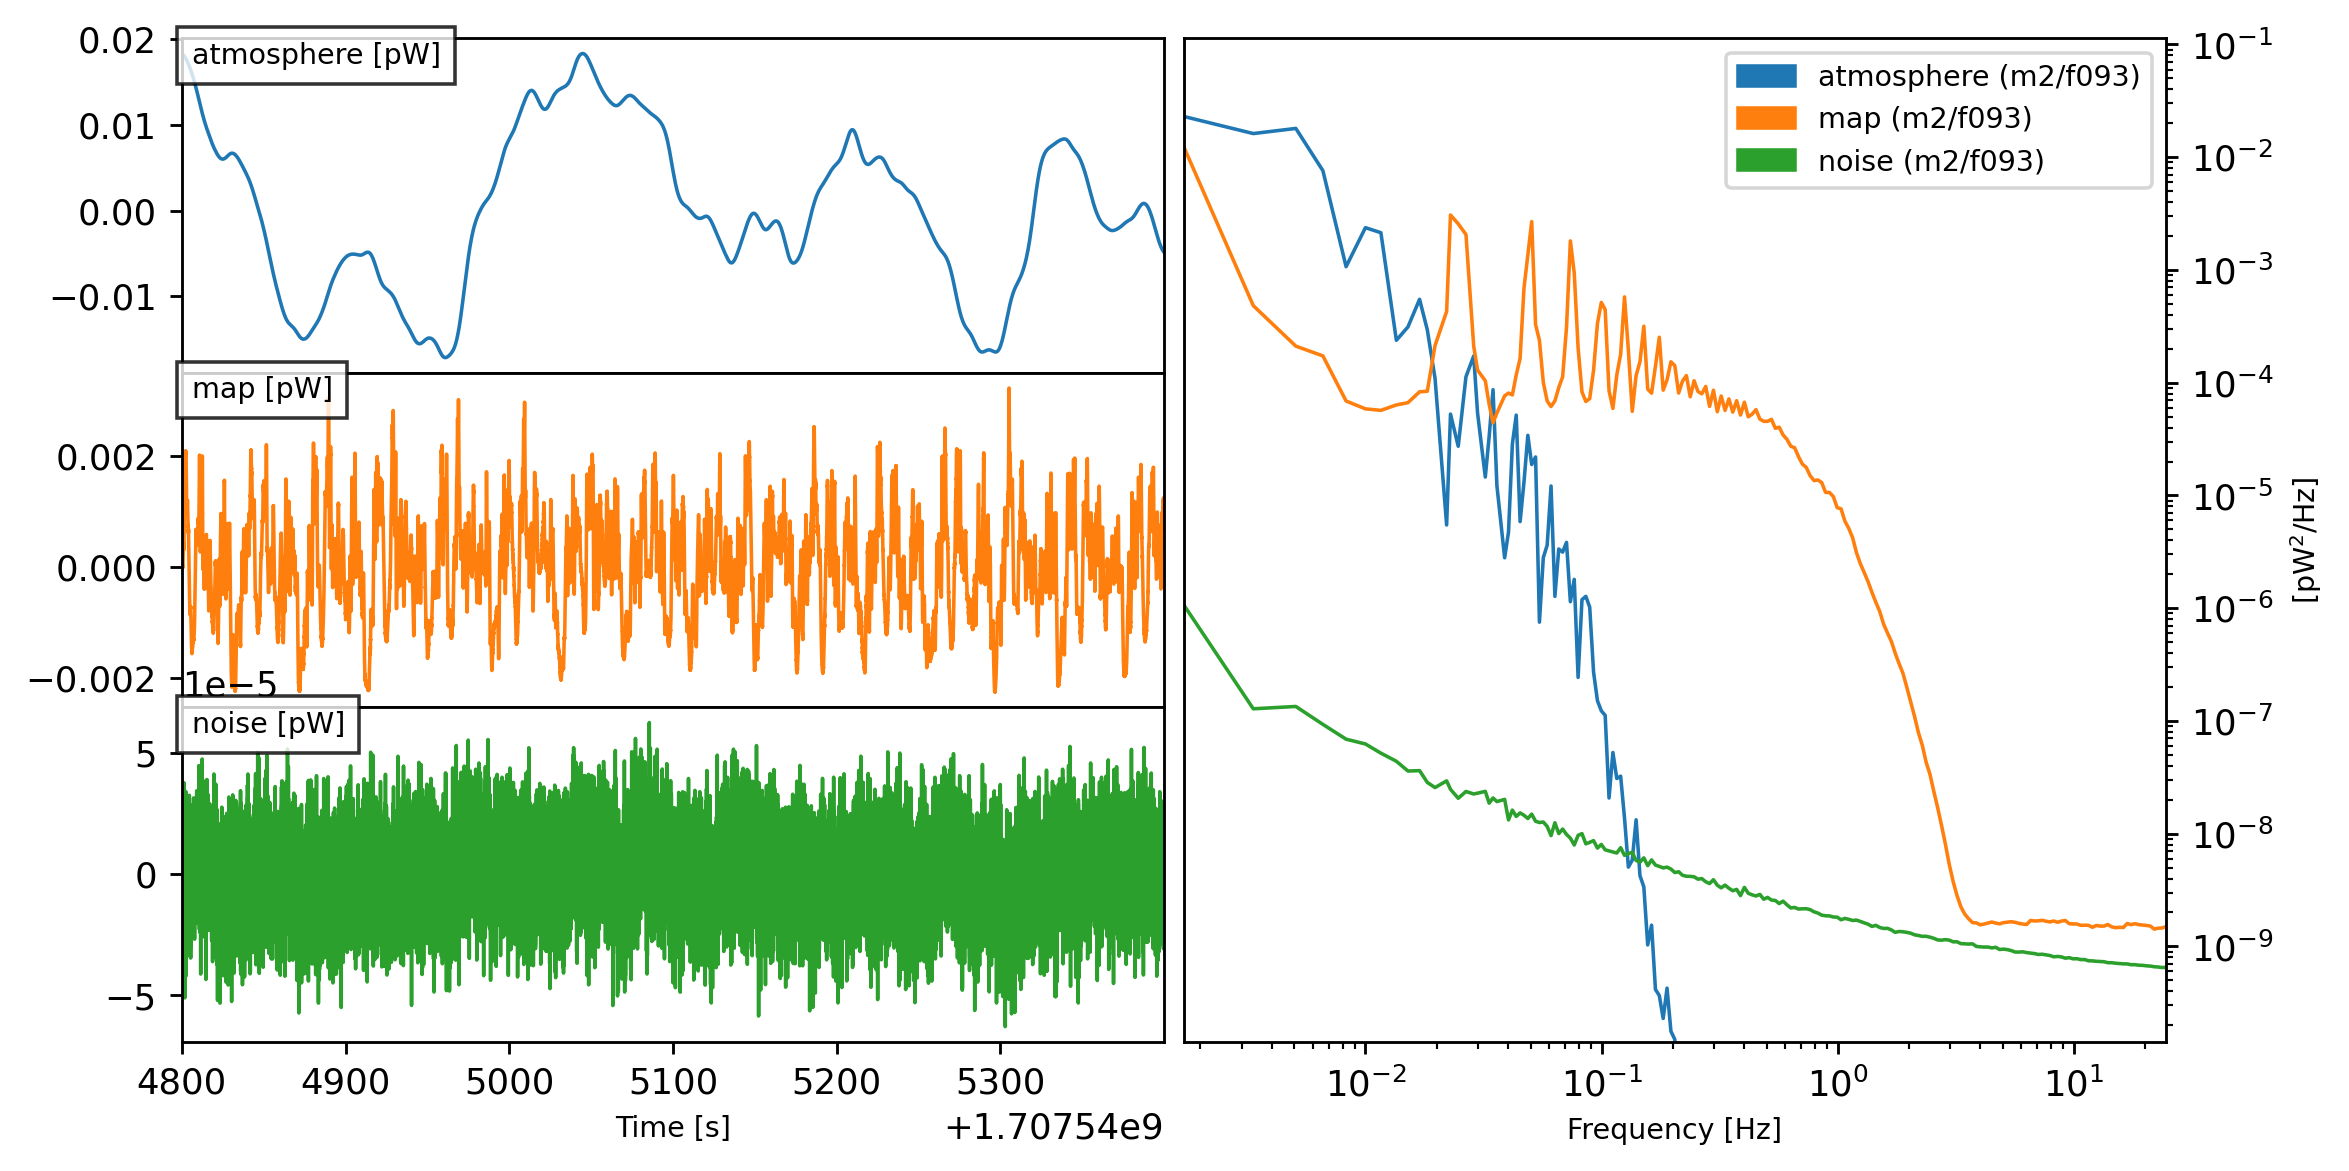 atmosphere [pW]
0.02
0.01
0.00
−0.01
map [pW]
0.002
0.000
−0.002
1e−5
noise [pW]
5
0
−5
4800 4900 5000 5100 5200 5300
Time [s]
+1.70754e9
atmosphere (m2/f093)
map (m2/f093)
noise (m2/f093)
10⁻¹
10⁻²
10⁻³
10⁻⁴
10⁻⁵
10⁻⁶
10⁻⁷
10⁻⁸
10⁻⁹
[pW²/Hz]
10⁻² 10⁻¹ 10⁰ 10¹
Frequency [Hz]